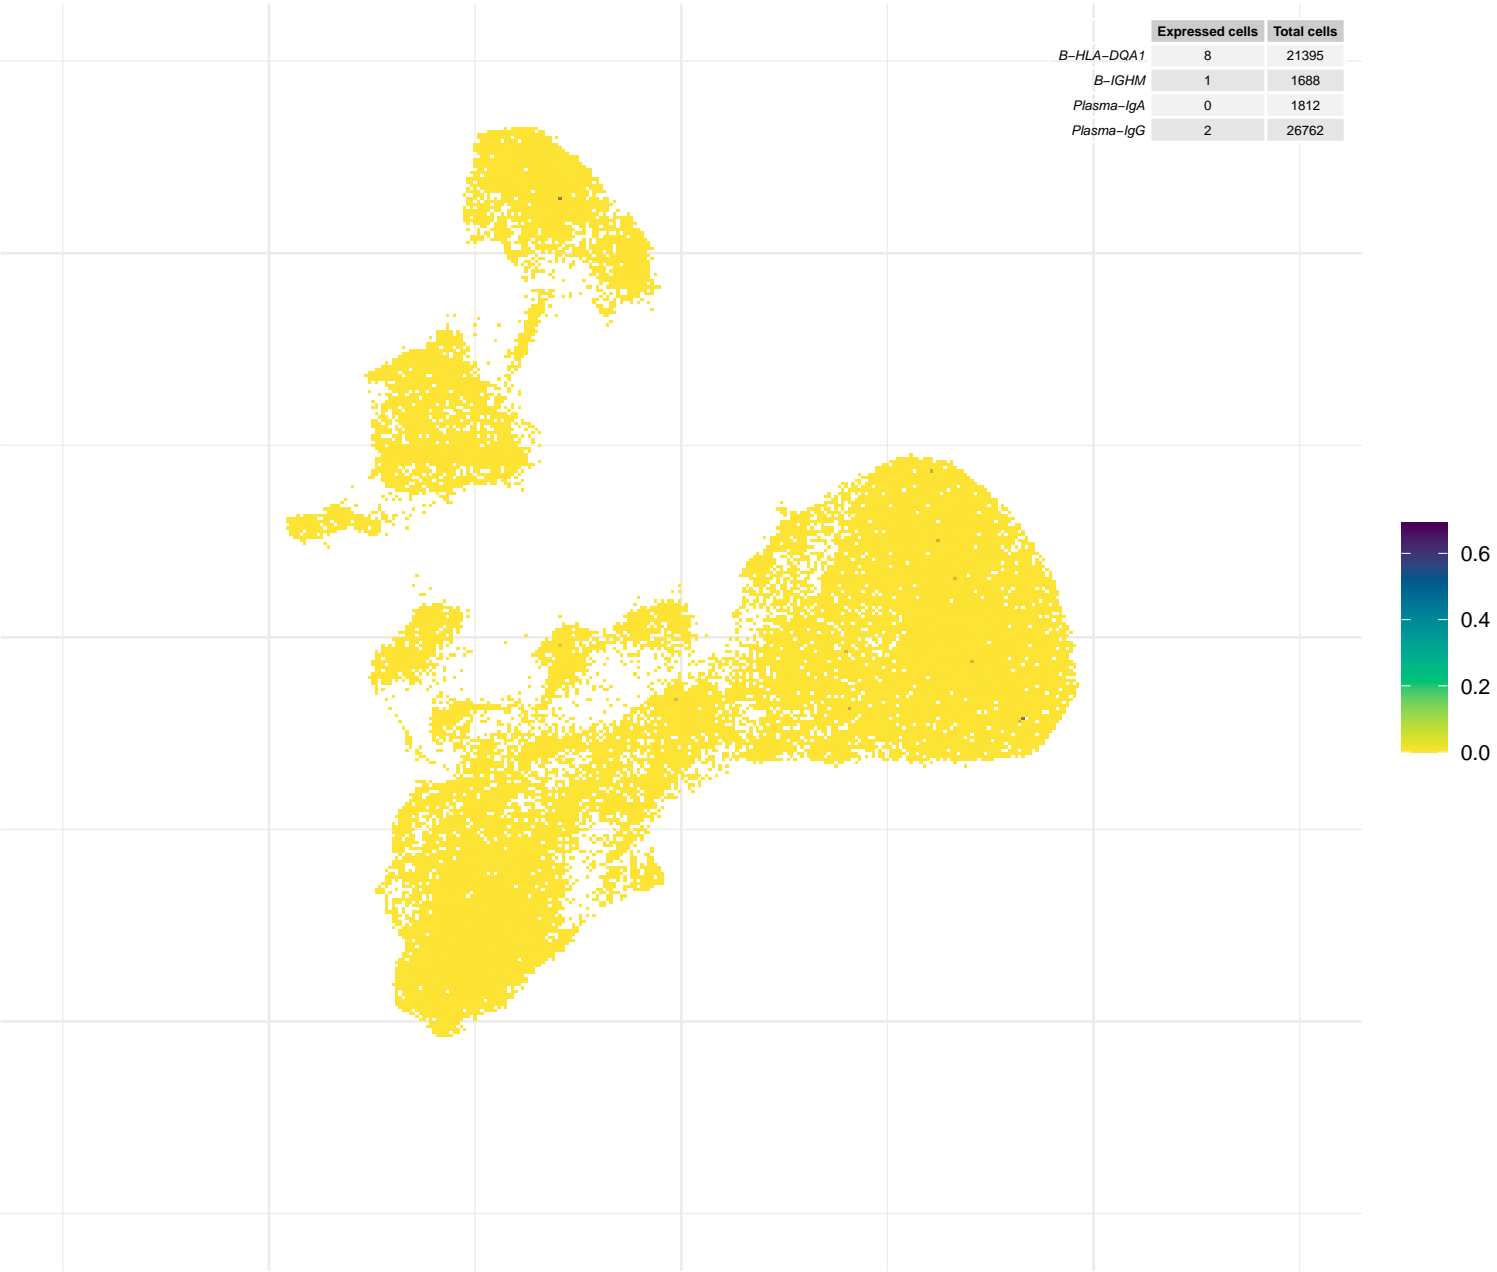 Expressed cells Total cells
B−HLA−DQA1 8 21395
B−IGHM 1 1688
Plasma−IgA 0 1812
Plasma−IgG 2 26762
0.6
0.4
0.2
0.0